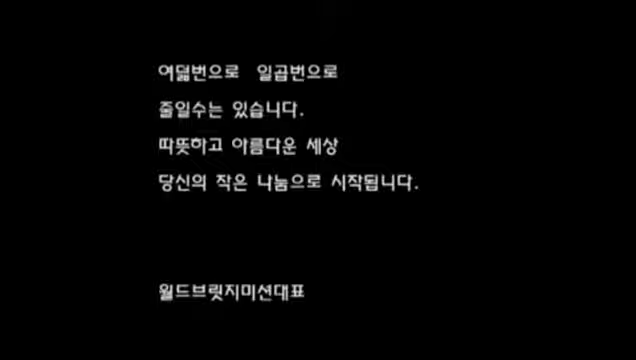 여덟번으로 일곱번으로
줄일수는 있습니다.
따뜻하고 아름다운 세상
당신의 작은 나눔으로 시작됩니다.
월드브릿지미션대표